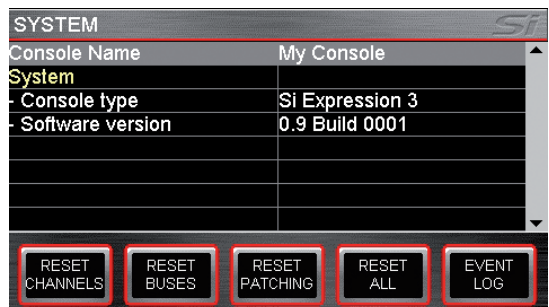 SYSTEM
Si
Console Name My Console
System
- Console type Si Expression 3
- Software version 0.9 Build 0001
RESET CHANNELS
RESET BUSES
RESET PATCHING
RESET ALL
EVENT LOG